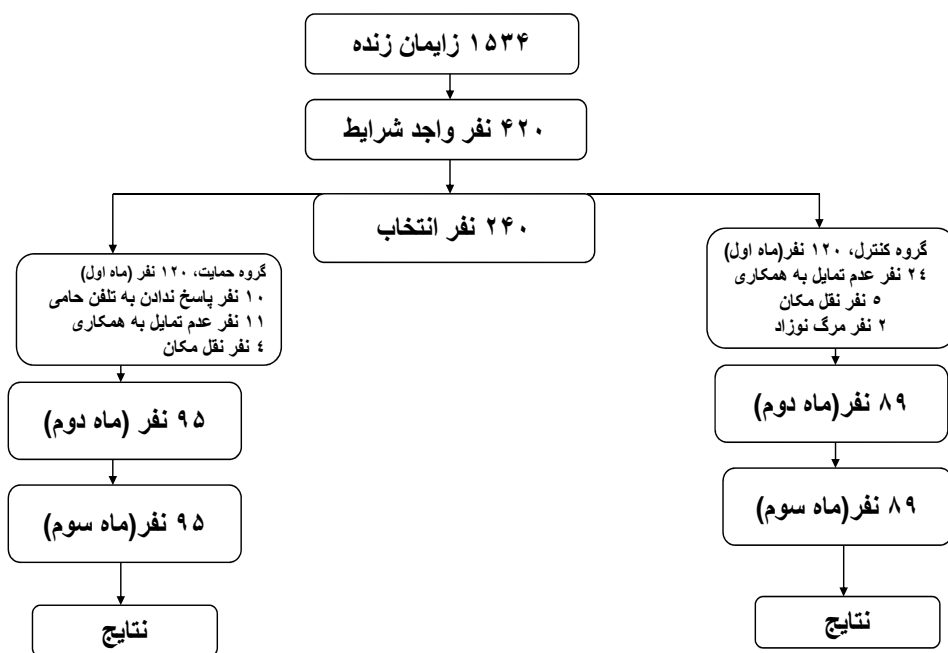 ۱۵۳۴ زایمان زنده
۴۲۰ نفر واجد شرایط
۲۴۰ نفر انتخاب
گروه کنترل، ۱۲۰ نفر(ماه اول)
۲۴ نفر عدم تمایل به همکاری
۵ نفر نقل مکان
۲ نفر مرگ نوزاد
۸۹ نفر(ماه دوم)
۸۹ نفر(ماه سوم)
نتایج
گروه حمایت، ۱۲۰ نفر (ماه اول)
۱۰ نفر پاسخ ندادن به تلفن حامی
۱۱ نفر عدم تمایل به همکاری
٤ نفر نقل مکان
۹۵ نفر (ماه دوم)
۹۵ نفر(ماه سوم)
نتایج